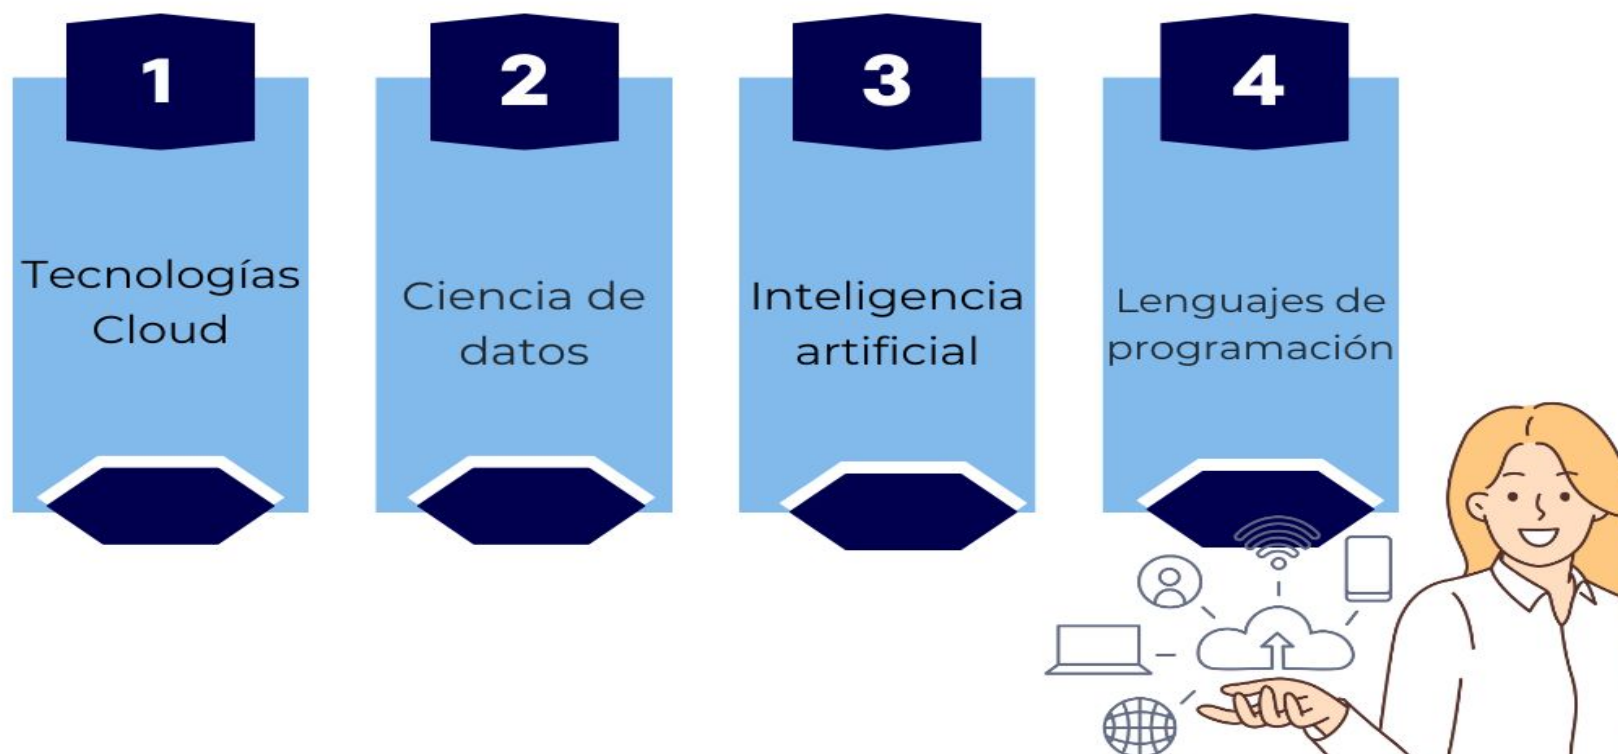 1
Tecnologías
Cloud
2
Ciencia de
datos
3
Inteligencia
artificial
4
Lenguajes de
programación